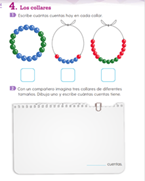 4. Los collares
Escribe cuántas cuentas hay en cada collar.
Con un compañero imagina tres collares de diferentes
tamaños. Dibuja uno y escribe cuántas cuentas tiene.
cuentas.